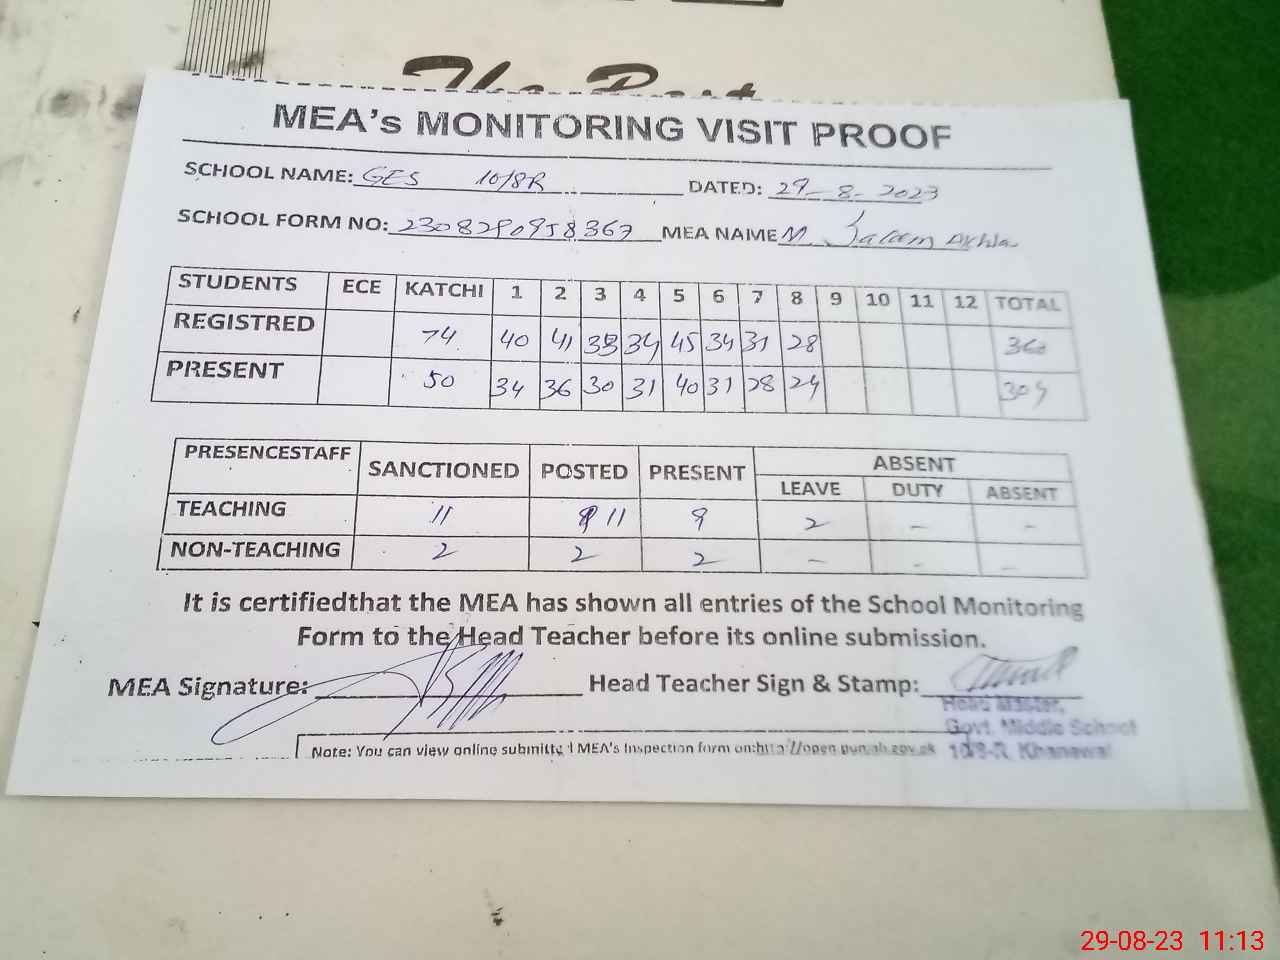 The Best
MEA's MONITORING VISIT PROOF
SCHOOL NAME: GES 10/8R DATED: 29-8-2023
SCHOOL FORM NO: 2308290958367 MEA NAME M. Saleem Akhtar
STUDENTS ECE KATCHI 1 2 3 4 5 6 7 8 9 10 11 12 TOTAL
REGISTRED 74 40 41 33 34 45 34 31 28 360
PRESENT 50 34 36 30 31 40 31 28 24 304
PRESENCESTAFF SANCTIONED POSTED PRESENT ABSENT
LEAVE DUTY ABSENT
TEACHING 11 11 9 2 - -
NON-TEACHING 2 2 2 - - -
It is certifiedthat the MEA has shown all entries of the School Monitoring
Form to the Head Teacher before its online submission.
MEA Signature: Head Teacher Sign & Stamp:
Head Master,
Govt. Middle School
10/8-R, Khanewal
Note: You can view online submitted MEA's Inspection form on:http://open.punjab.gov.pk
29-08-23 11:13